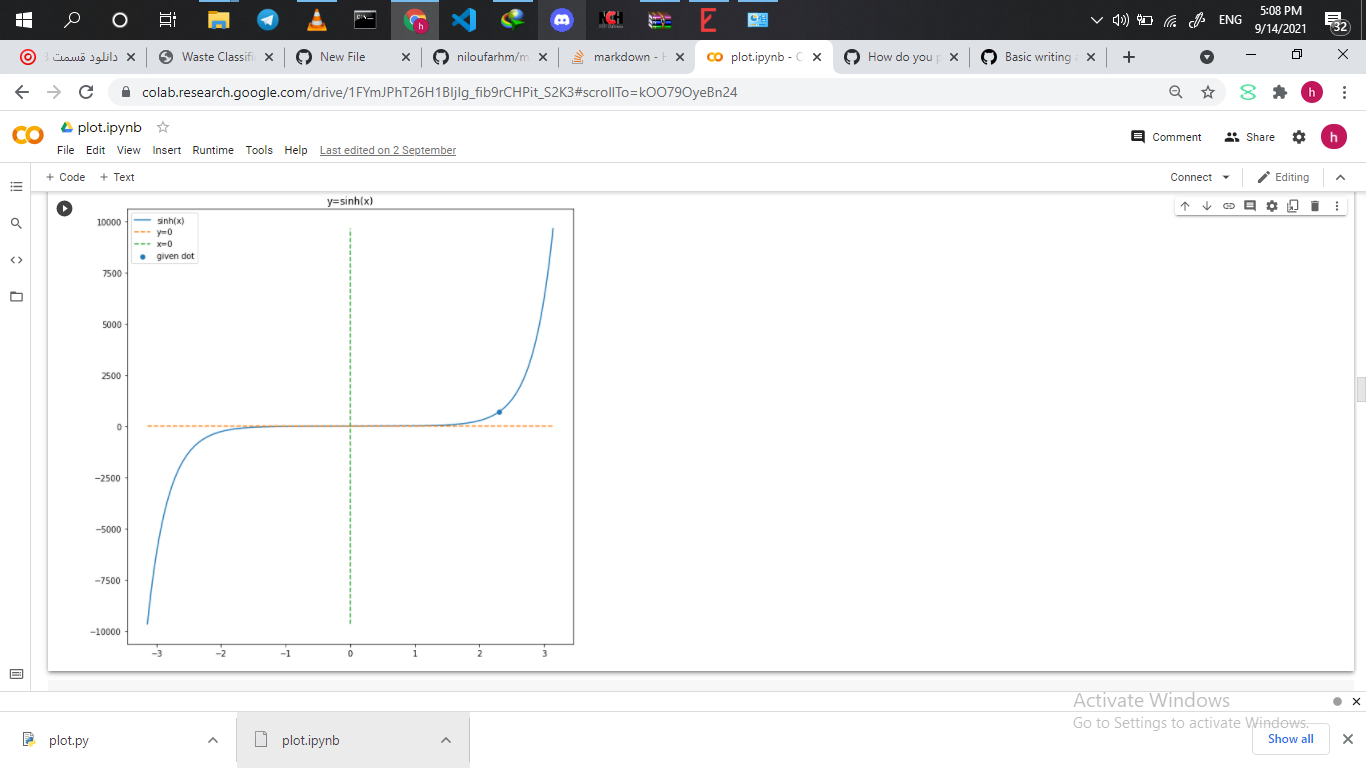 ENG
5:08 PM
9/14/2021
32
دانلود قسمت 3
Waste Classifi
New File
niloufarhm/m
markdown - H
plot.ipynb - C
How do you p
Basic writing a
colab.research.google.com/drive/
h
CO plot.ipynb
File Edit View Insert Runtime Tools Help Last edited on 2 September
Comment Share h
+ Code + Text
Connect Editing
y=sinh(x)
sinh(x)
y=0
x=0
given dot
10000
7500
5000
2500
0
−2500
−5000
−7500
−10000
−3 −2 −1 0 1 2 3
Activate Windows
Go to Settings to activate Windows.
plot.py
plot.ipynb
Show all